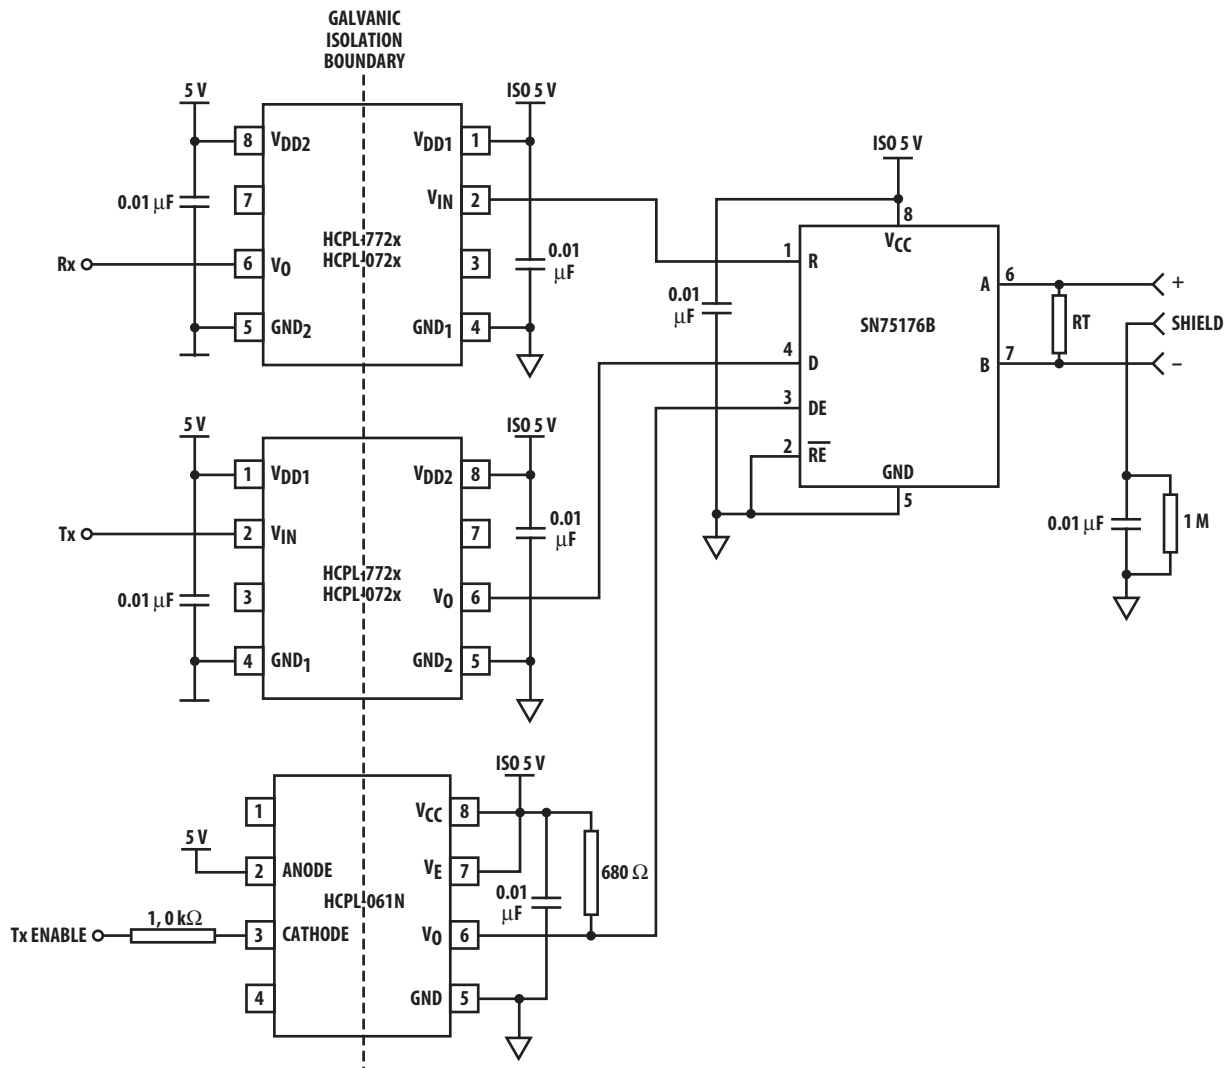 GALVANIC
ISOLATION
BOUNDARY
5 V
ISO 5 V
8
VDD2
VDD1
1
0.01 μF
7
VIN
2
HCPL-772x
HCPL-072x
Rx
6
VO
3
0.01
μF
5
GND2
GND1
4
ISO 5 V
8
VCC
1
R
A
6
+
0.01
μF
SN75176B
RT
SHIELD
4
D
B
7
–
3
DE
2
RE
GND
5
0.01 μF
1 M
5 V
ISO 5 V
1
VDD1
VDD2
8
Tx
2
VIN
7
0.01
μF
HCPL-772x
HCPL-072x
0.01 μF
3
VO
6
4
GND1
GND2
5
ISO 5 V
1
VCC
8
5 V
2
ANODE
VE
7
680 Ω
HCPL-061N
0.01
μF
1, 0 kΩ
Tx ENABLE
3
CATHODE
VO
6
4
GND
5